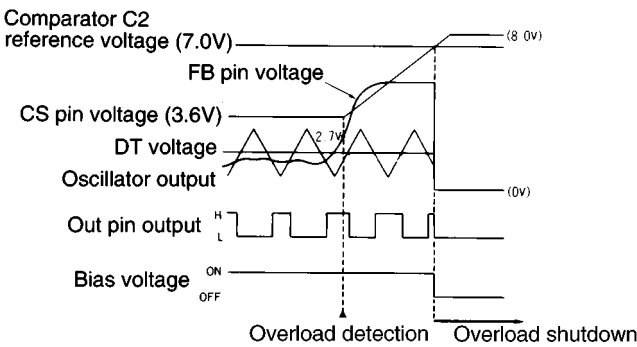 Comparator C2
reference voltage (7.0V)
(8 0V)
FB pin voltage
CS pin voltage (3.6V)
2.7V
DT voltage
Oscillator output
(0V)
Out pin output
H
L
Bias voltage
ON
OFF
Overload detection
Overload shutdown